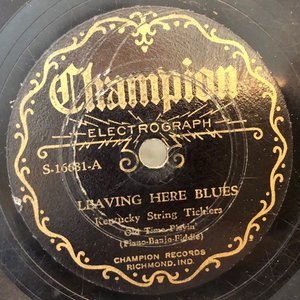 Champion
ELECTROGRAPH
S-16681-A
LEAVING HERE BLUES
Kentucky String Ticklers
Old Time Playin'
(Piano-Banjo-Fiddle)
CHAMPION RECORDS
RICHMOND, IND.